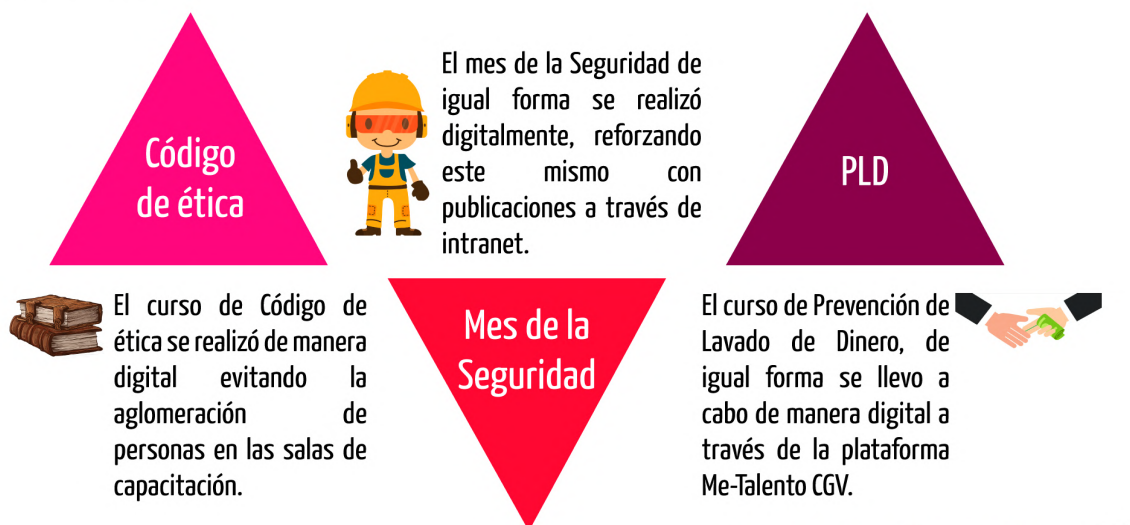 Código
de ética
El curso de Código de
ética se realizó de manera
digital evitando la
aglomeración de
personas en las salas de
capacitación.
El mes de la Seguridad de
igual forma se realizó
digitalmente, reforzando
este mismo con
publicaciones a través de
intranet.
Mes de la
Seguridad
PLD
El curso de Prevención de
Lavado de Dinero, de
igual forma se llevo a
cabo de manera digital a
través de la plataforma
Me-Talento CGV.